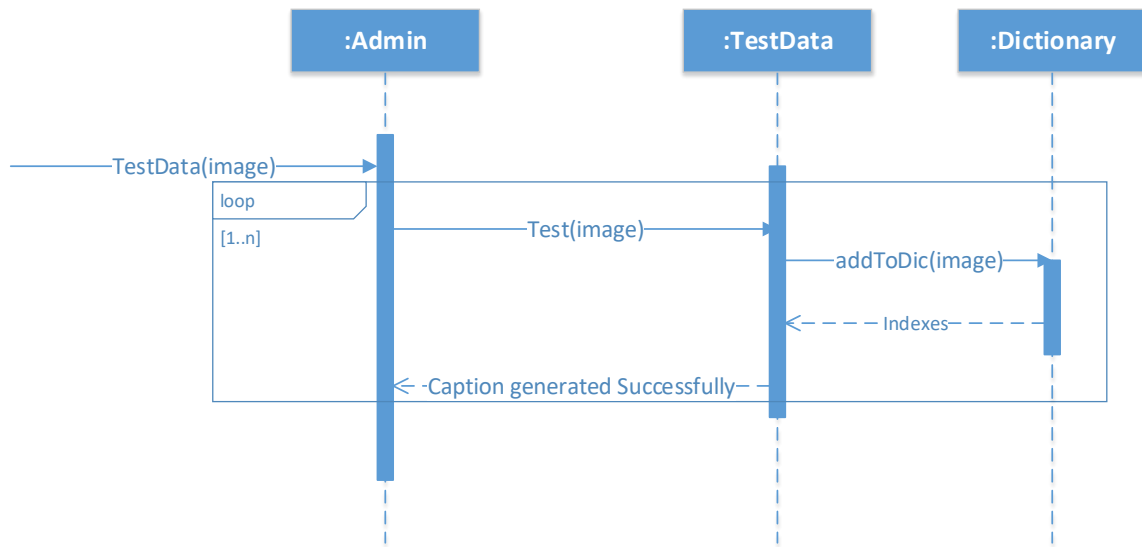 :Admin
:TestData
:Dictionary
TestData(image)
loop
[1..n]
Test(image)
addToDic(image)
Indexes
Caption generated Successfully